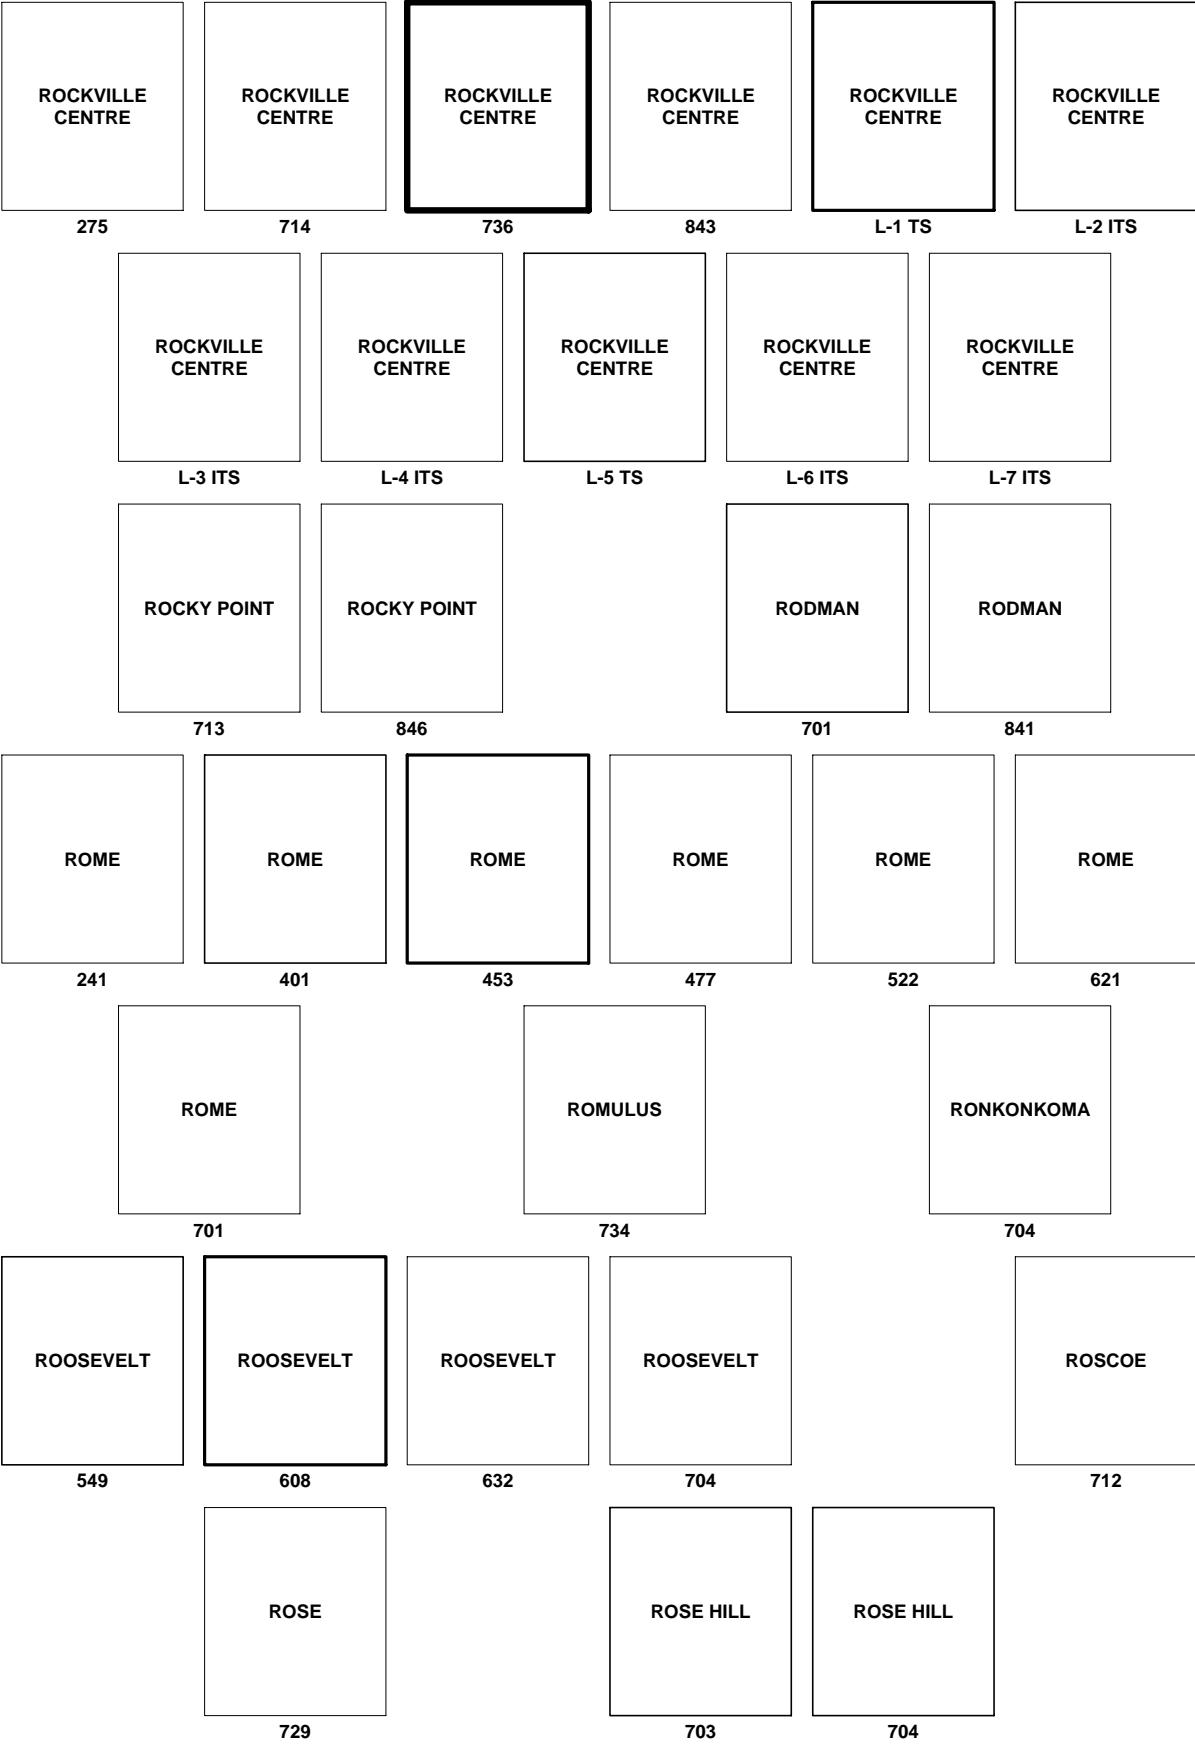 ROCKVILLE CENTRE
275
ROCKVILLE CENTRE
714
ROCKVILLE CENTRE
736
ROCKVILLE CENTRE
843
ROCKVILLE CENTRE
L-1 TS
ROCKVILLE CENTRE
L-2 ITS
ROCKVILLE CENTRE
L-3 ITS
ROCKVILLE CENTRE
L-4 ITS
ROCKVILLE CENTRE
L-5 TS
ROCKVILLE CENTRE
L-6 ITS
ROCKVILLE CENTRE
L-7 ITS
ROCKY POINT
713
ROCKY POINT
846
RODMAN
701
RODMAN
841
ROME
241
ROME
401
ROME
453
ROME
477
ROME
522
ROME
621
ROME
701
ROMULUS
734
RONKONKOMA
704
ROOSEVELT
549
ROOSEVELT
608
ROOSEVELT
632
ROOSEVELT
704
ROSCOE
712
ROSE
729
ROSE HILL
703
ROSE HILL
704